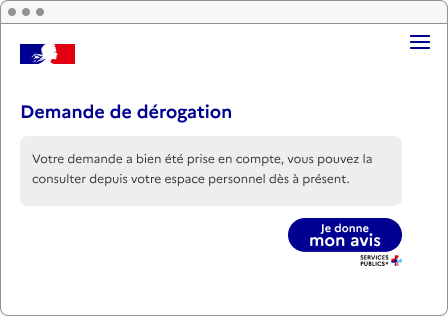 Demande de dérogation
Votre demande a bien été prise en compte, vous pouvez la
consulter depuis votre espace personnel dès à présent.
Je donne
mon avis
SERVICES
PUBLICS+